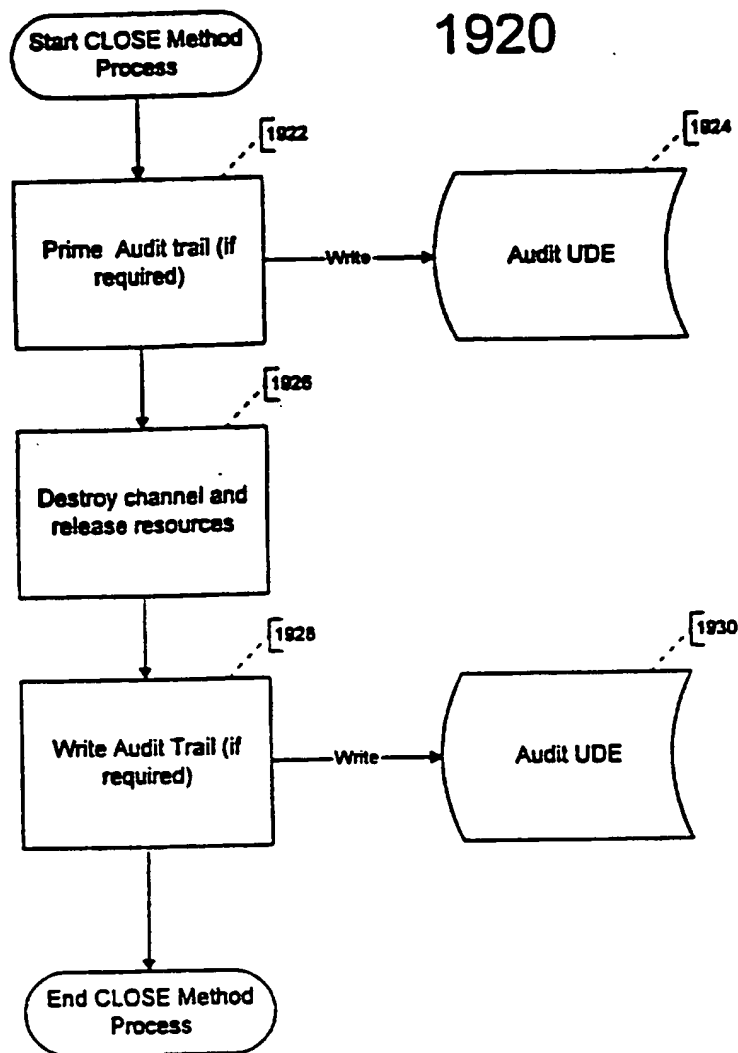 1920
Start CLOSE Method
Process
1922
1924
Prime Audit trail (if
required)
Write
Audit UDE
1926
Destroy channel and
release resources
1928
1930
Write Audit Trail (if
required)
Write
Audit UDE
End CLOSE Method
Process